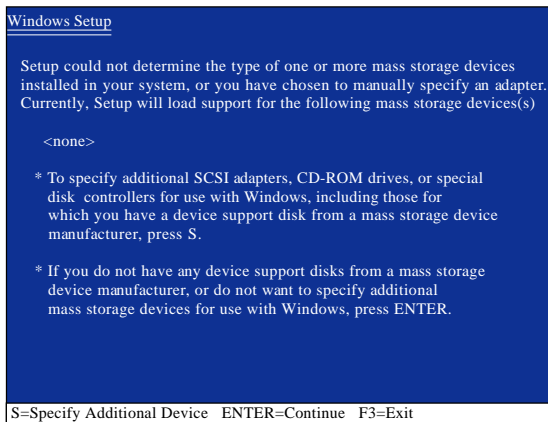 Windows Setup
Setup could not determine the type of one or more mass storage devices
installed in your system, or you have chosen to manually specify an adapter.
Currently, Setup will load support for the following mass storage devices(s)
<none>
* To specify additional SCSI adapters, CD-ROM drives, or special
disk controllers for use with Windows, including those for
which you have a device support disk from a mass storage device
manufacturer, press S.
* If you do not have any device support disks from a mass storage
device manufacturer, or do not want to specify additional
mass storage devices for use with Windows, press ENTER.
S=Specify Additional Device ENTER=Continue F3=Exit